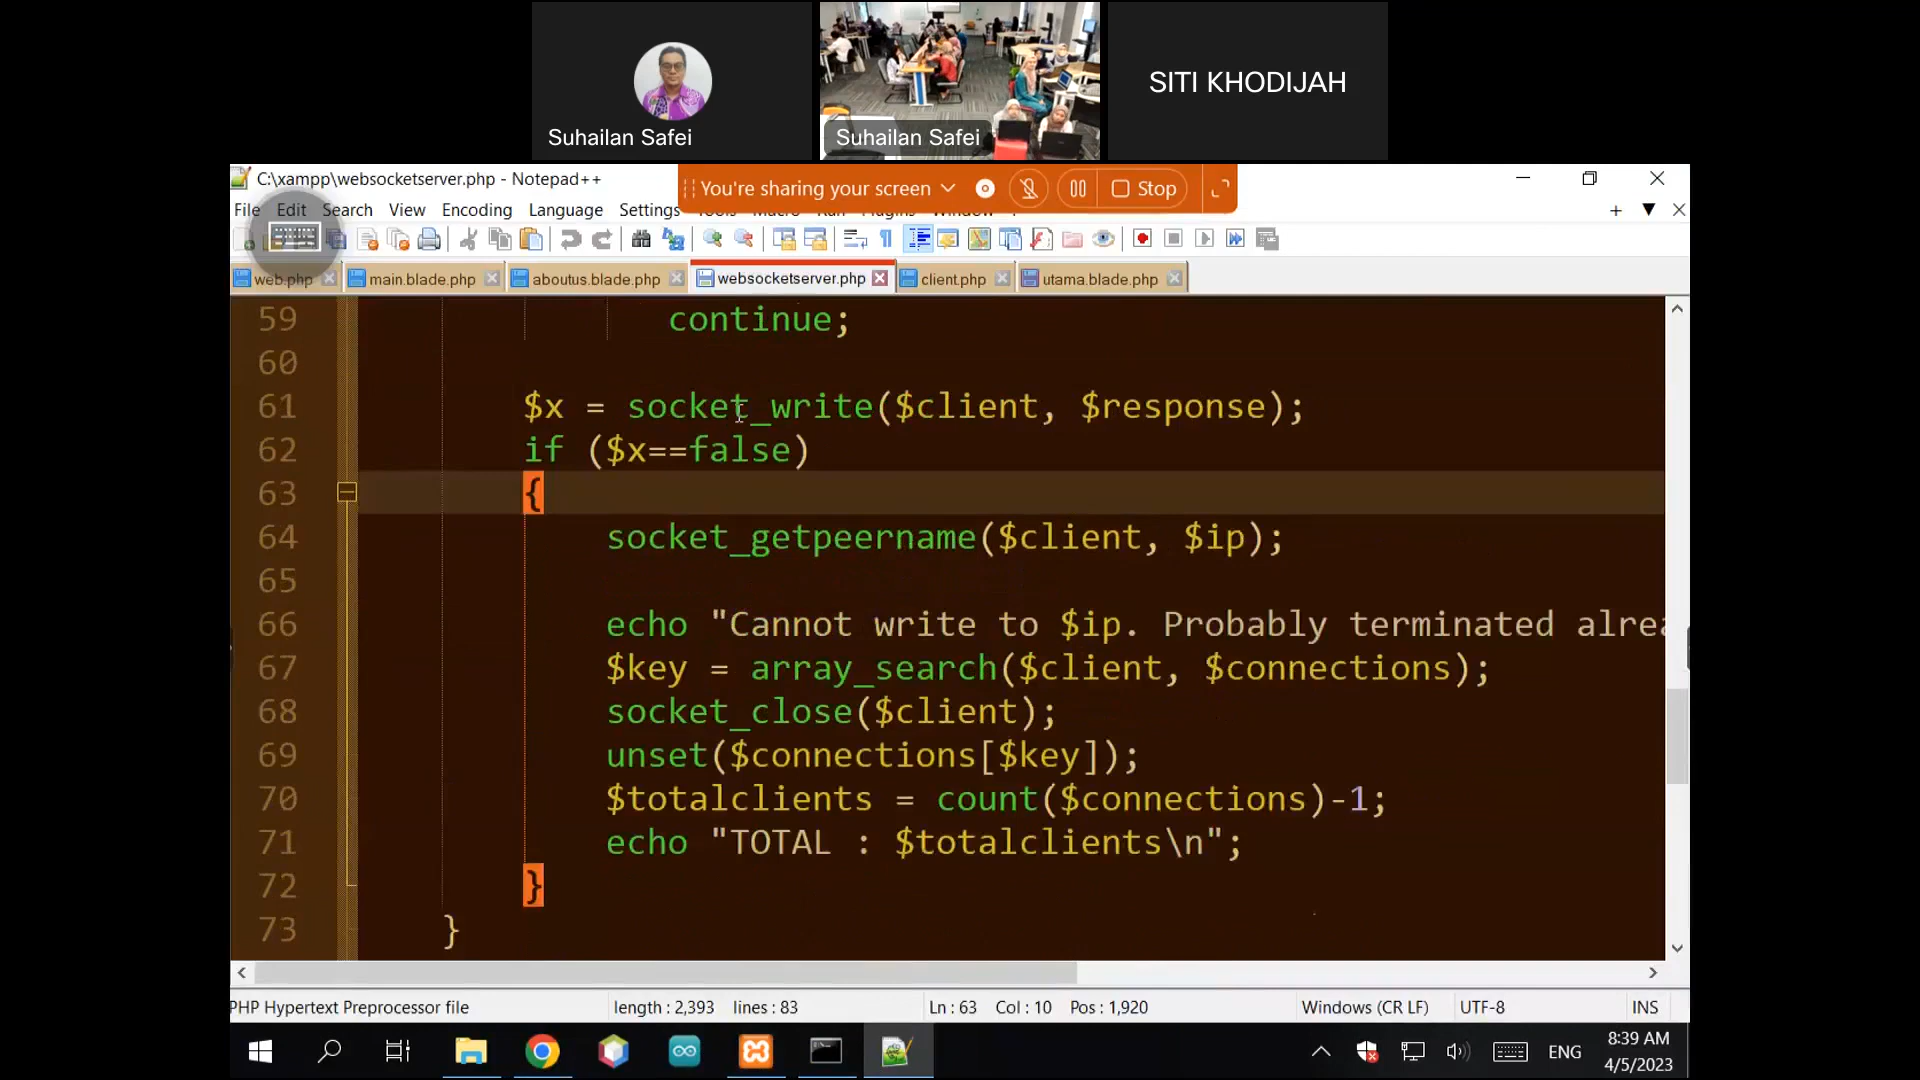 Suhailan Safei
Suhailan Safei
SITI KHODIJAH
C:\xampp\websocketserver.php - Notepad++
You're sharing your screen
Stop
File Edit Search View Encoding Language Settings
web.php main.blade.php aboutus.blade.php websocketserver.php client.php utama.blade.php
59 continue;
60
61 $x = socket_write($client, $response);
62 if ($x==false)
63 {
64 socket_getpeername($client, $ip);
65
66 echo "Cannot write to $ip. Probably terminated alrea
67 $key = array_search($client, $connections);
68 socket_close($client);
69 unset($connections[$key]);
70 $totalclients = count($connections)-1;
71 echo "TOTAL : $totalclients\n";
72 }
73 }
PHP Hypertext Preprocessor file length : 2,393 lines : 83 Ln : 63 Col : 10 Pos : 1,920 Windows (CR LF) UTF-8 INS
ENG
8:39 AM
4/5/2023